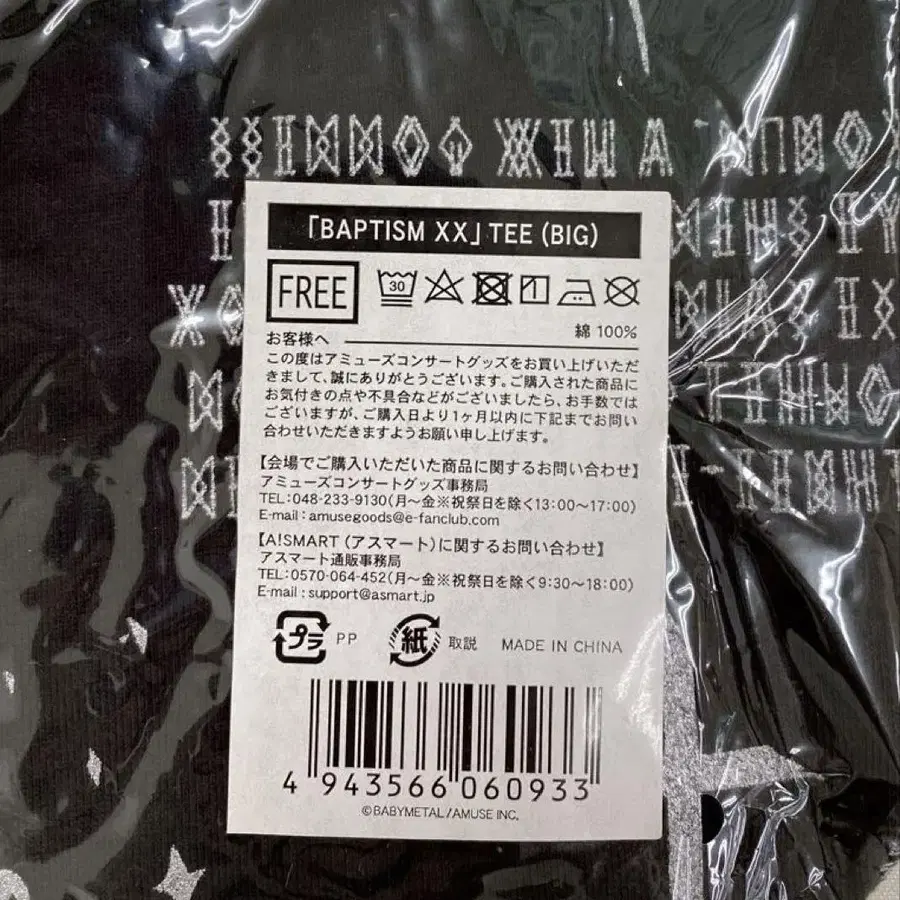 「BAPTISM XX」TEE (BIG)
FREE
30
綿 100%
お客様へ
この度はアミューズコンサートグッズをお買い上げいただ
きまして、誠にありがとうございます。ご購入された商品に
お気付きの点や不具合などがございましたら、お手数では
ございますが、ご購入日より1ヶ月以内に下記までお問い
合わせいただきますようお願い申し上げます。
【会場でご購入いただいた商品に関するお問い合わせ】
アミューズコンサートグッズ事務局
TEL:048-233-9130(月〜金※祝祭日を除く13:00〜17:00)
E-mail : amusegoods@e-fanclub.com
【A!SMART (アスマート)に関するお問い合わせ】
アスマート通販事務局
TEL:0570-064-452(月〜金※祝祭日を除く9:30〜18:00)
E-mail : support@asmart.jp
プラ PP 紙 取説 MADE IN CHINA
4 943566 060933
©BABYMETAL/AMUSE INC.